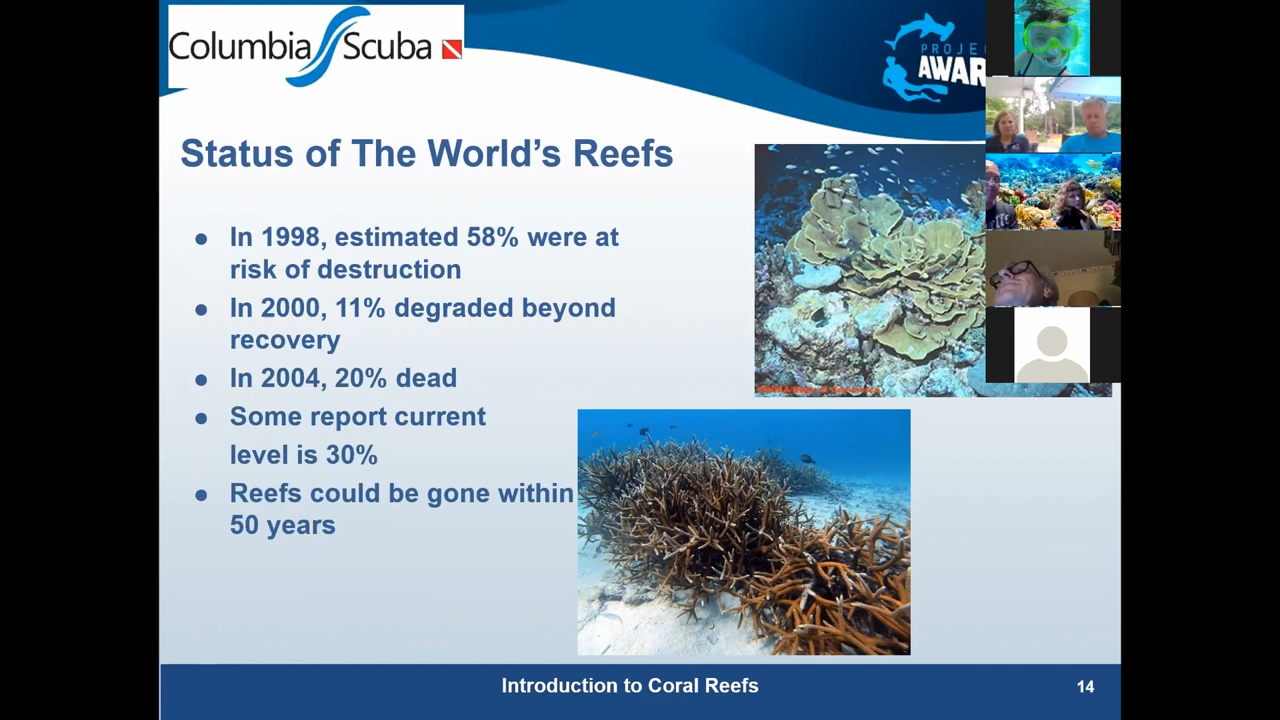 Columbia Scuba
PROJE
AWAR
Status of The World's Reefs
● In 1998, estimated 58% were at
risk of destruction
● In 2000, 11% degraded beyond
recovery
● In 2004, 20% dead
● Some report current
level is 30%
● Reefs could be gone within
50 years
Introduction to Coral Reefs
14